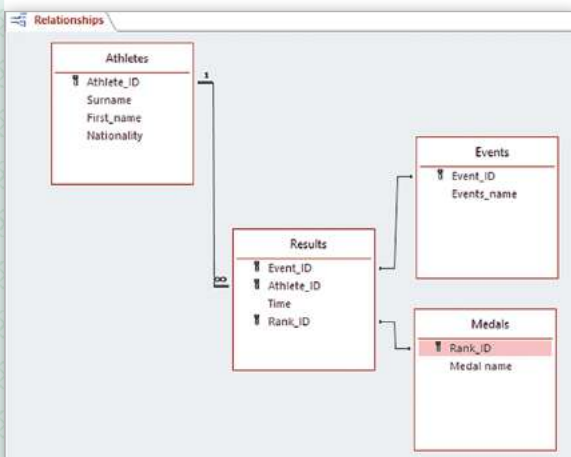 Relationships
Athletes
Athlete_ID
Surname
First_name
Nationality
1
∞
Results
Event_ID
Athlete_ID
Time
Rank_ID
Events
Event_ID
Events_name
Medals
Rank_ID
Medal name